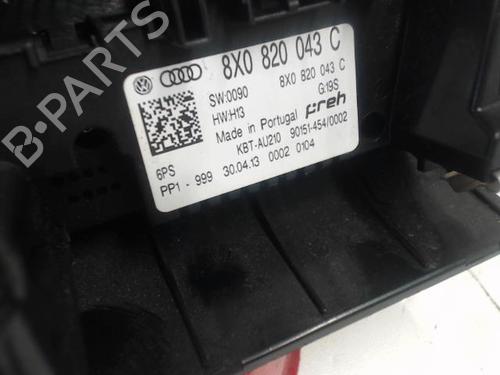 8X0 820 043 C
8X0 820 043 C
SW:0090
G:19S
HW:H13
preh
Made in Portugal
KBT-AU210 90151-454/0002
6PS
PP1 - 999 30.04.13 0002 0104
B-PARTS